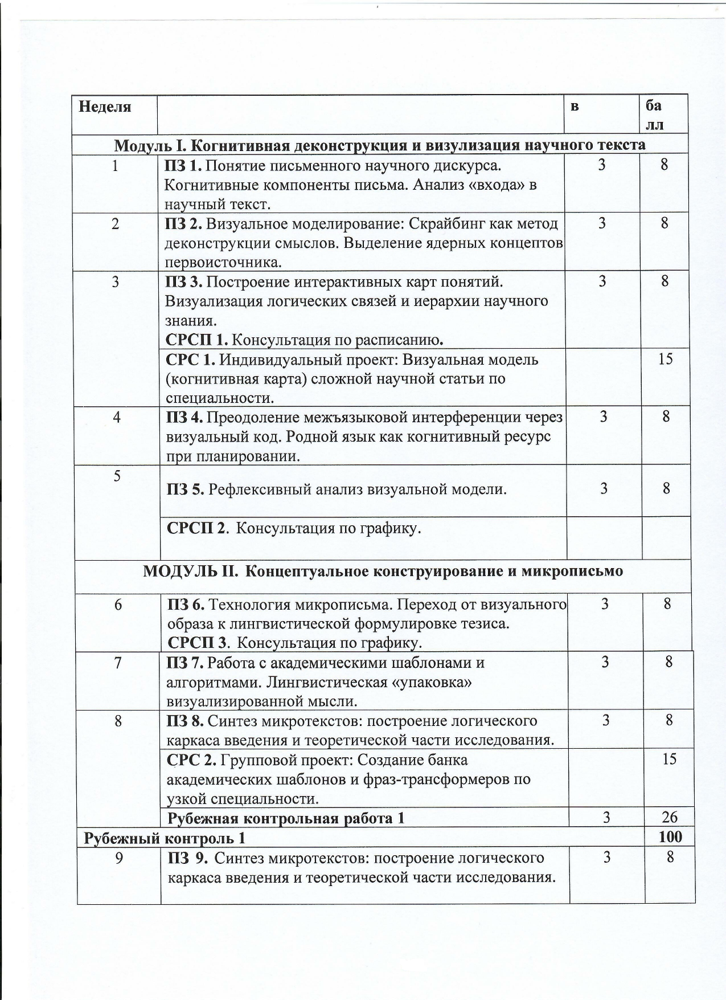 Неделя в ба
лл
Модуль I. Когнитивная деконструкция и визулизация научного текста
1 ПЗ 1. Понятие письменного научного дискурса. 3 8
Когнитивные компоненты письма. Анализ «входа» в
научный текст.
2 ПЗ 2. Визуальное моделирование: Скрайбинг как метод 3 8
деконструкции смыслов. Выделение ядерных концептов
первоисточника.
3 ПЗ 3. Построение интерактивных карт понятий. 3 8
Визуализация логических связей и иерархии научного
знания.
СРСП 1. Консультация по расписанию.
СРС 1. Индивидуальный проект: Визуальная модель 15
(когнитивная карта) сложной научной статьи по
специальности.
4 ПЗ 4. Преодоление межъязыковой интерференции через 3 8
визуальный код. Родной язык как когнитивный ресурс
при планировании.
5
ПЗ 5. Рефлексивный анализ визуальной модели. 3 8
СРСП 2. Консультация по графику.
МОДУЛЬ II. Концептуальное конструирование и микрописьмо
6 ПЗ 6. Технология микрописьма. Переход от визуального 3 8
образа к лингвистической формулировке тезиса.
СРСП 3. Консультация по графику.
7 ПЗ 7. Работа с академическими шаблонами и 3 8
алгоритмами. Лингвистическая «упаковка»
визуализированной мысли.
8 ПЗ 8. Синтез микротекстов: построение логического 3 8
каркаса введения и теоретической части исследования.
СРС 2. Групповой проект: Создание банка 15
академических шаблонов и фраз-трансформеров по
узкой специальности.
Рубежная контрольная работа 1 3 26
Рубежный контроль 1 100
9 ПЗ 9. Синтез микротекстов: построение логического 3 8
каркаса введения и теоретической части исследования.